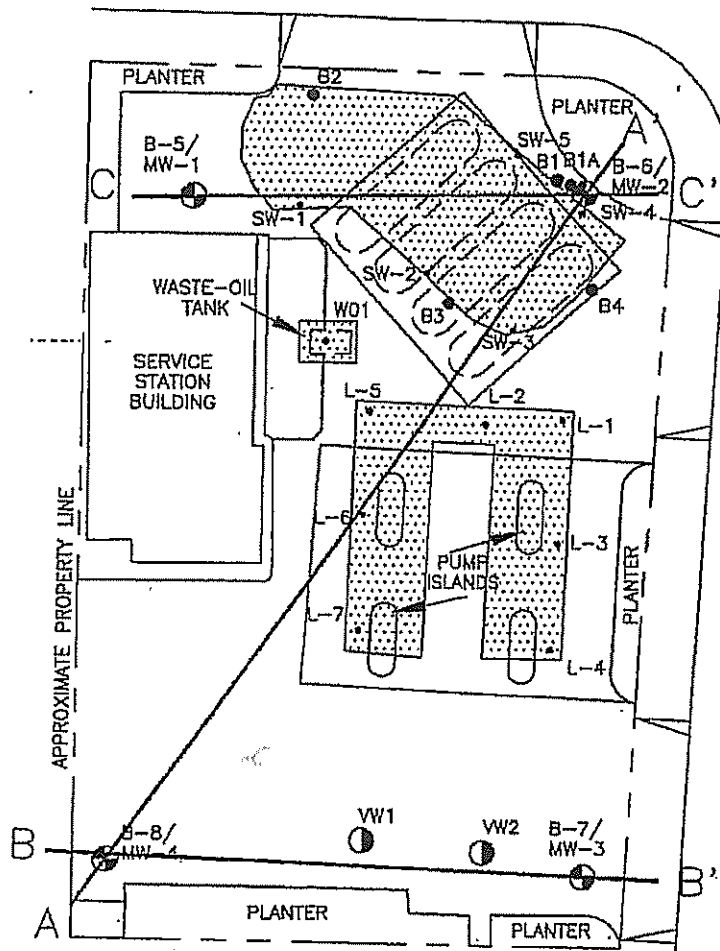 PLANTER
B2
PLANTER
A'
SW-5
B1
B1A
B-6/
MW-2
B-5/
MW-1
C
C'
SW-1
SW-4
SW-2
WASTE-OIL
TANK
WO1
B3
B4
SW-3
SERVICE
STATION
BUILDING
L-5
L-2
L-1
L-6
L-3
PUMP
ISLANDS
PLANTER
L-7
L-4
APPROXIMATE PROPERTY LINE
VW1
VW2
B-7/
MW-3
B
B-8/
MW-4
B'
A
PLANTER
PLANTER